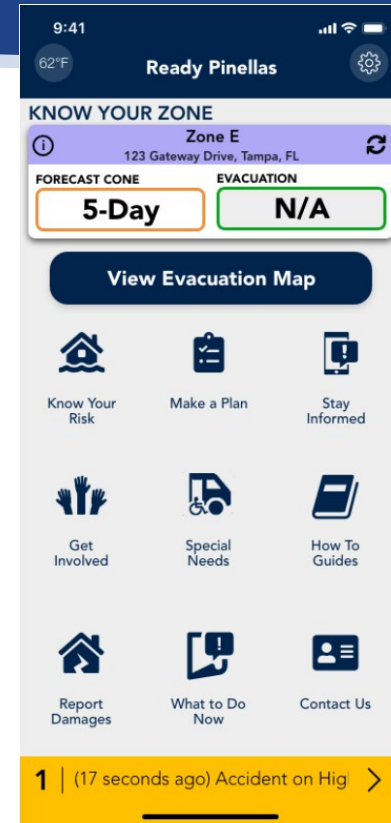 9:41
62°F
Ready Pinellas
KNOW YOUR ZONE
Zone E
123 Gateway Drive, Tampa, FL
FORECAST CONE
EVACUATION
5-Day
N/A
View Evacuation Map
Know Your
Risk
Make a Plan
Stay
Informed
Get
Involved
Special
Needs
How To
Guides
Report
Damages
What to Do
Now
Contact Us
1 | (17 seconds ago) Accident on Hig